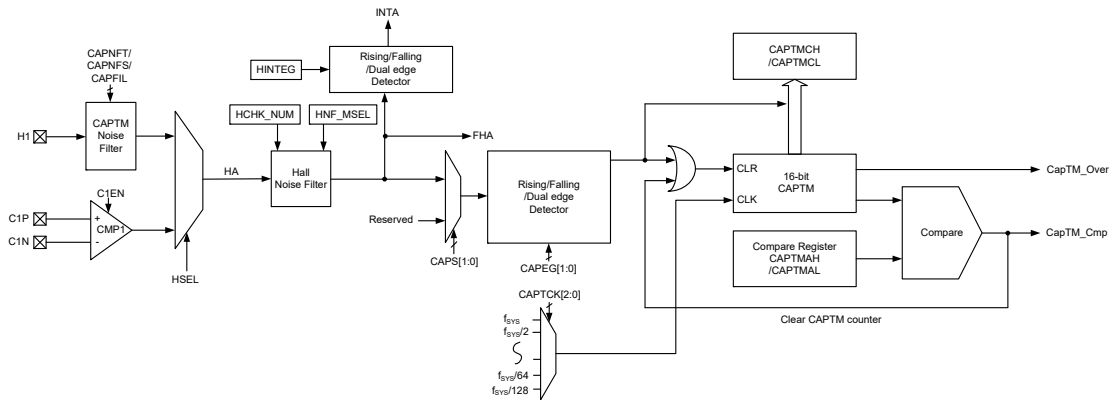 INTA
CAPNFT/
CAPNFS/
CAPFIL
HINTEG
Rising/Falling
/Dual edge
Detector
CAPTMCH
/CAPTMCL
H1
CAPTM
Noise
Filter
HCHK_NUM
HNF_MSEL
FHA
HA
Hall
Noise Filter
Rising/Falling
/Dual edge
Detector
CLR
16-bit
CAPTM
CLK
CapTM_Over
C1EN
C1P
+
CMP1
C1N
-
Reserved
HSEL
CAPS[1:0]
CAPEG[1:0]
Compare Register
CAPTMAH
/CAPTMAL
Compare
CapTM_Cmp
CAPTCK[2:0]
Clear CAPTM counter
fSYS
fSYS/2
fSYS/64
fSYS/128